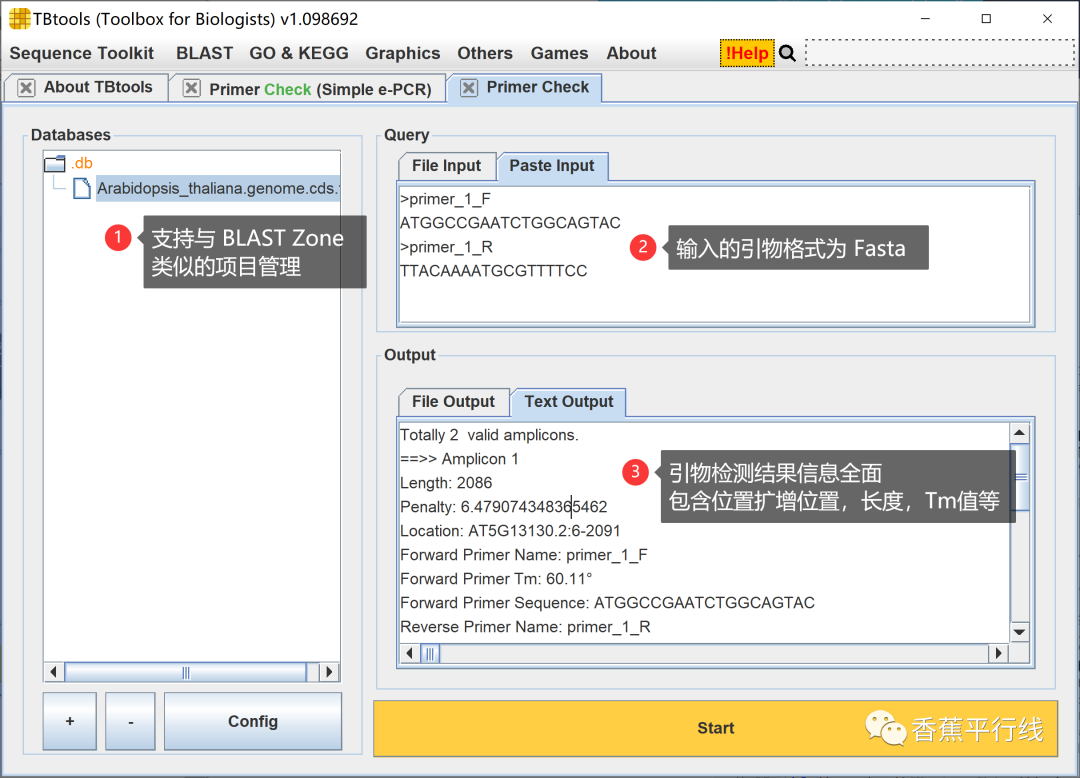 TBtools (Toolbox for Biologists) v1.098692
Sequence Toolkit BLAST GO & KEGG Graphics Others Games About !Help
About TBtools Primer Check (Simple e-PCR) Primer Check
Databases
.db
Arabidopsis_thaliana.genome.cds.
1 支持与 BLAST Zone
类似的项目管理
+ - Config
Query
File Input Paste Input
>primer_1_F
ATGGCCGAATCTGGCAGTAC
>primer_1_R
TTACAAAATGCGTTTTCC
2 输入的引物格式为 Fasta
Output
File Output Text Output
Totally 2 valid amplicons.
==>> Amplicon 1
Length: 2086
Penalty: 6.479074348365462
Location: AT5G13130.2:6-2091
Forward Primer Name: primer_1_F
Forward Primer Tm: 60.11°
Forward Primer Sequence: ATGGCCGAATCTGGCAGTAC
Reverse Primer Name: primer_1_R
3 引物检测结果信息全面
包含位置扩增位置，长度，Tm值等
Start
香蕉平行线